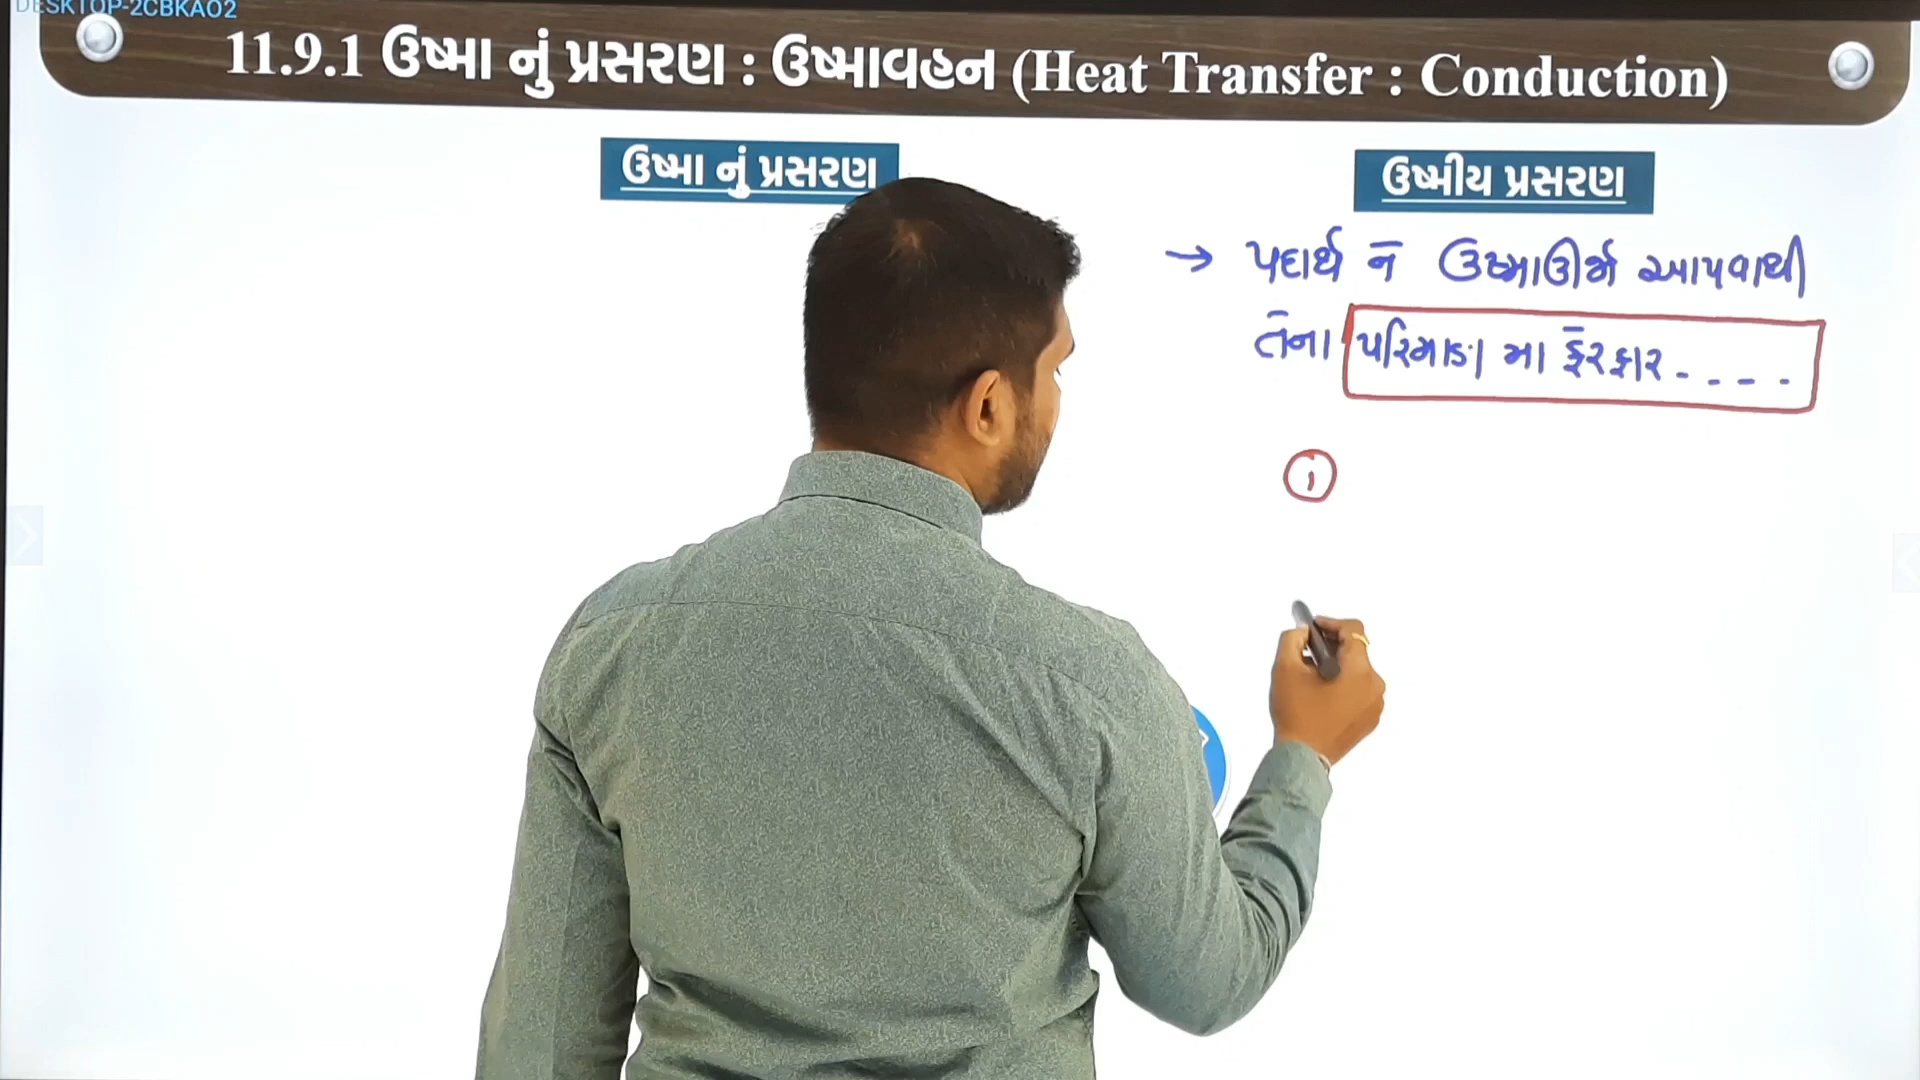 DESKTOP-2CBKAO2
11.9.1 ઉષ્મા નું પ્રસરણ : ઉષ્માવહન (Heat Transfer : Conduction)
ઉષ્મા નું પ્રસરણ
ઉષ્મીય પ્રસરણ
→ પદાર્થ ને ઉષ્માઊર્જા આપવાથી
તેના પરિમાણ મા ફેરફાર - - - -
i